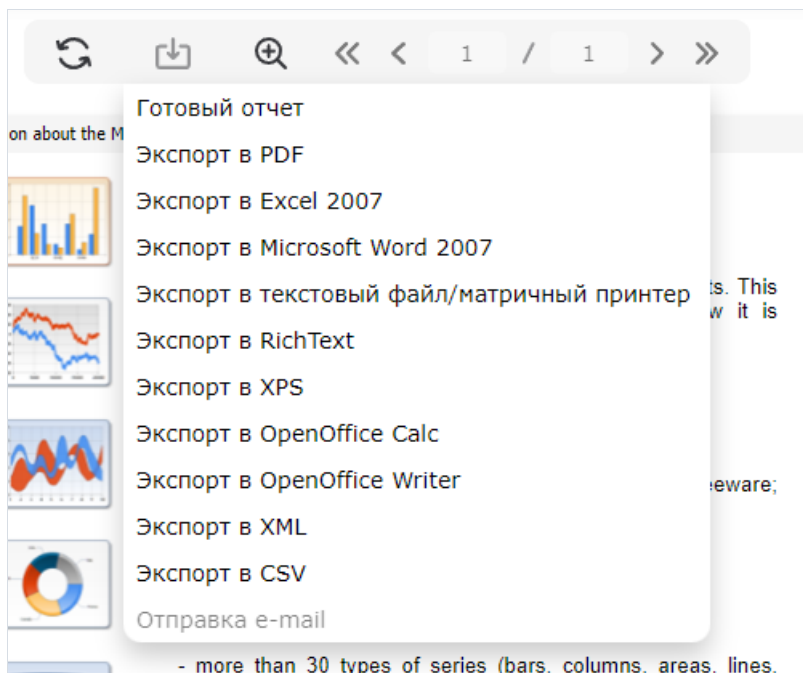 1 / 1
Готовый отчет
on about the M
Экспорт в PDF
Экспорт в Excel 2007
Экспорт в Microsoft Word 2007
Экспорт в текстовый файл/матричный принтер
ts. This
w it is
Экспорт в RichText
Экспорт в XPS
Экспорт в OpenOffice Calc
Экспорт в OpenOffice Writer
eeware;
Экспорт в XML
Экспорт в CSV
Отправка e-mail
- more than 30 types of series (bars, columns, areas, lines,